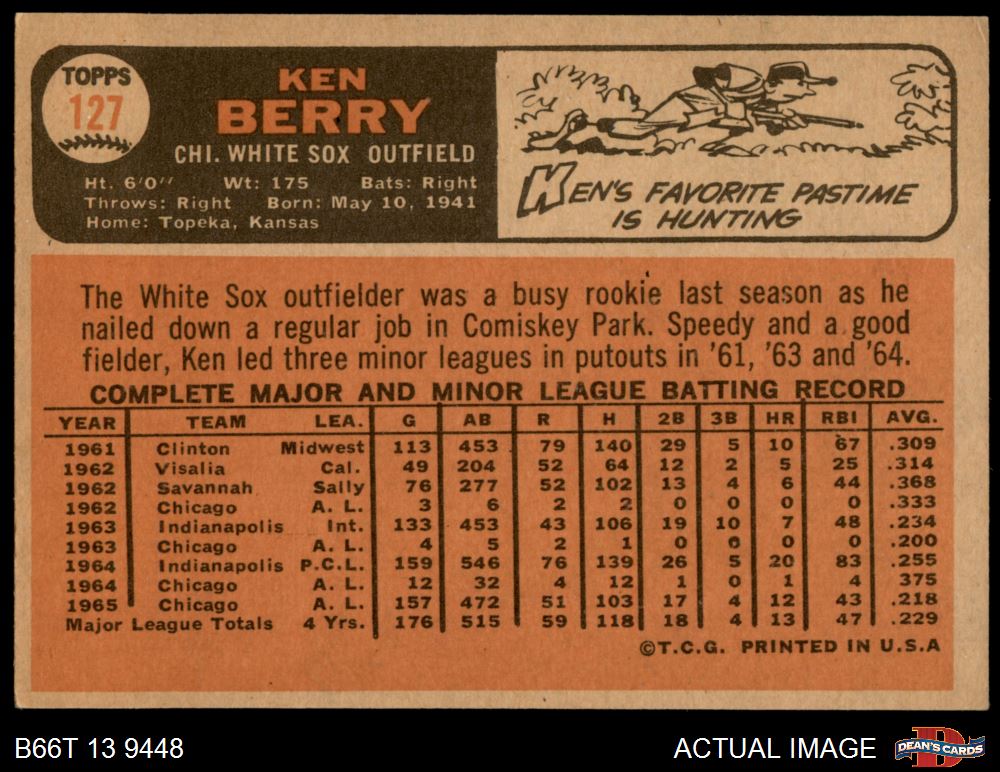 TOPPS
127
KEN
BERRY
CHI. WHITE SOX OUTFIELD
Ht. 6'0" Wt: 175 Bats: Right
Throws: Right Born: May 10, 1941
Home: Topeka, Kansas
KEN'S FAVORITE PASTIME
IS HUNTING
The White Sox outfielder was a busy rookie last season as he
nailed down a regular job in Comiskey Park. Speedy and a good
fielder, Ken led three minor leagues in putouts in '61, '63 and '64.
COMPLETE MAJOR AND MINOR LEAGUE BATTING RECORD
YEAR TEAM LEA. G AB R H 2B 3B HR RBI AVG.
1961 Clinton Midwest 113 453 79 140 29 5 10 67 .309
1962 Visalia Cal. 49 204 52 64 12 2 5 25 .314
1962 Savannah Sally 76 277 52 102 13 4 6 44 .368
1962 Chicago A. L. 3 6 2 2 0 0 0 0 .333
1963 Indianapolis Int. 133 453 43 106 19 10 7 48 .234
1963 Chicago A. L. 4 5 2 1 0 0 0 0 .200
1964 Indianapolis P.C.L. 159 546 76 139 26 5 20 83 .255
1964 Chicago A. L. 12 32 4 12 1 0 1 4 375
1965 Chicago A. L. 157 472 51 103 17 4 12 43 .218
Major League Totals 4 Yrs. 176 515 59 118 18 4 13 47 .229
©T.C.G. PRINTED IN U.S.A
B66T 13 9448
ACTUAL IMAGE
DEAN'S CARDS